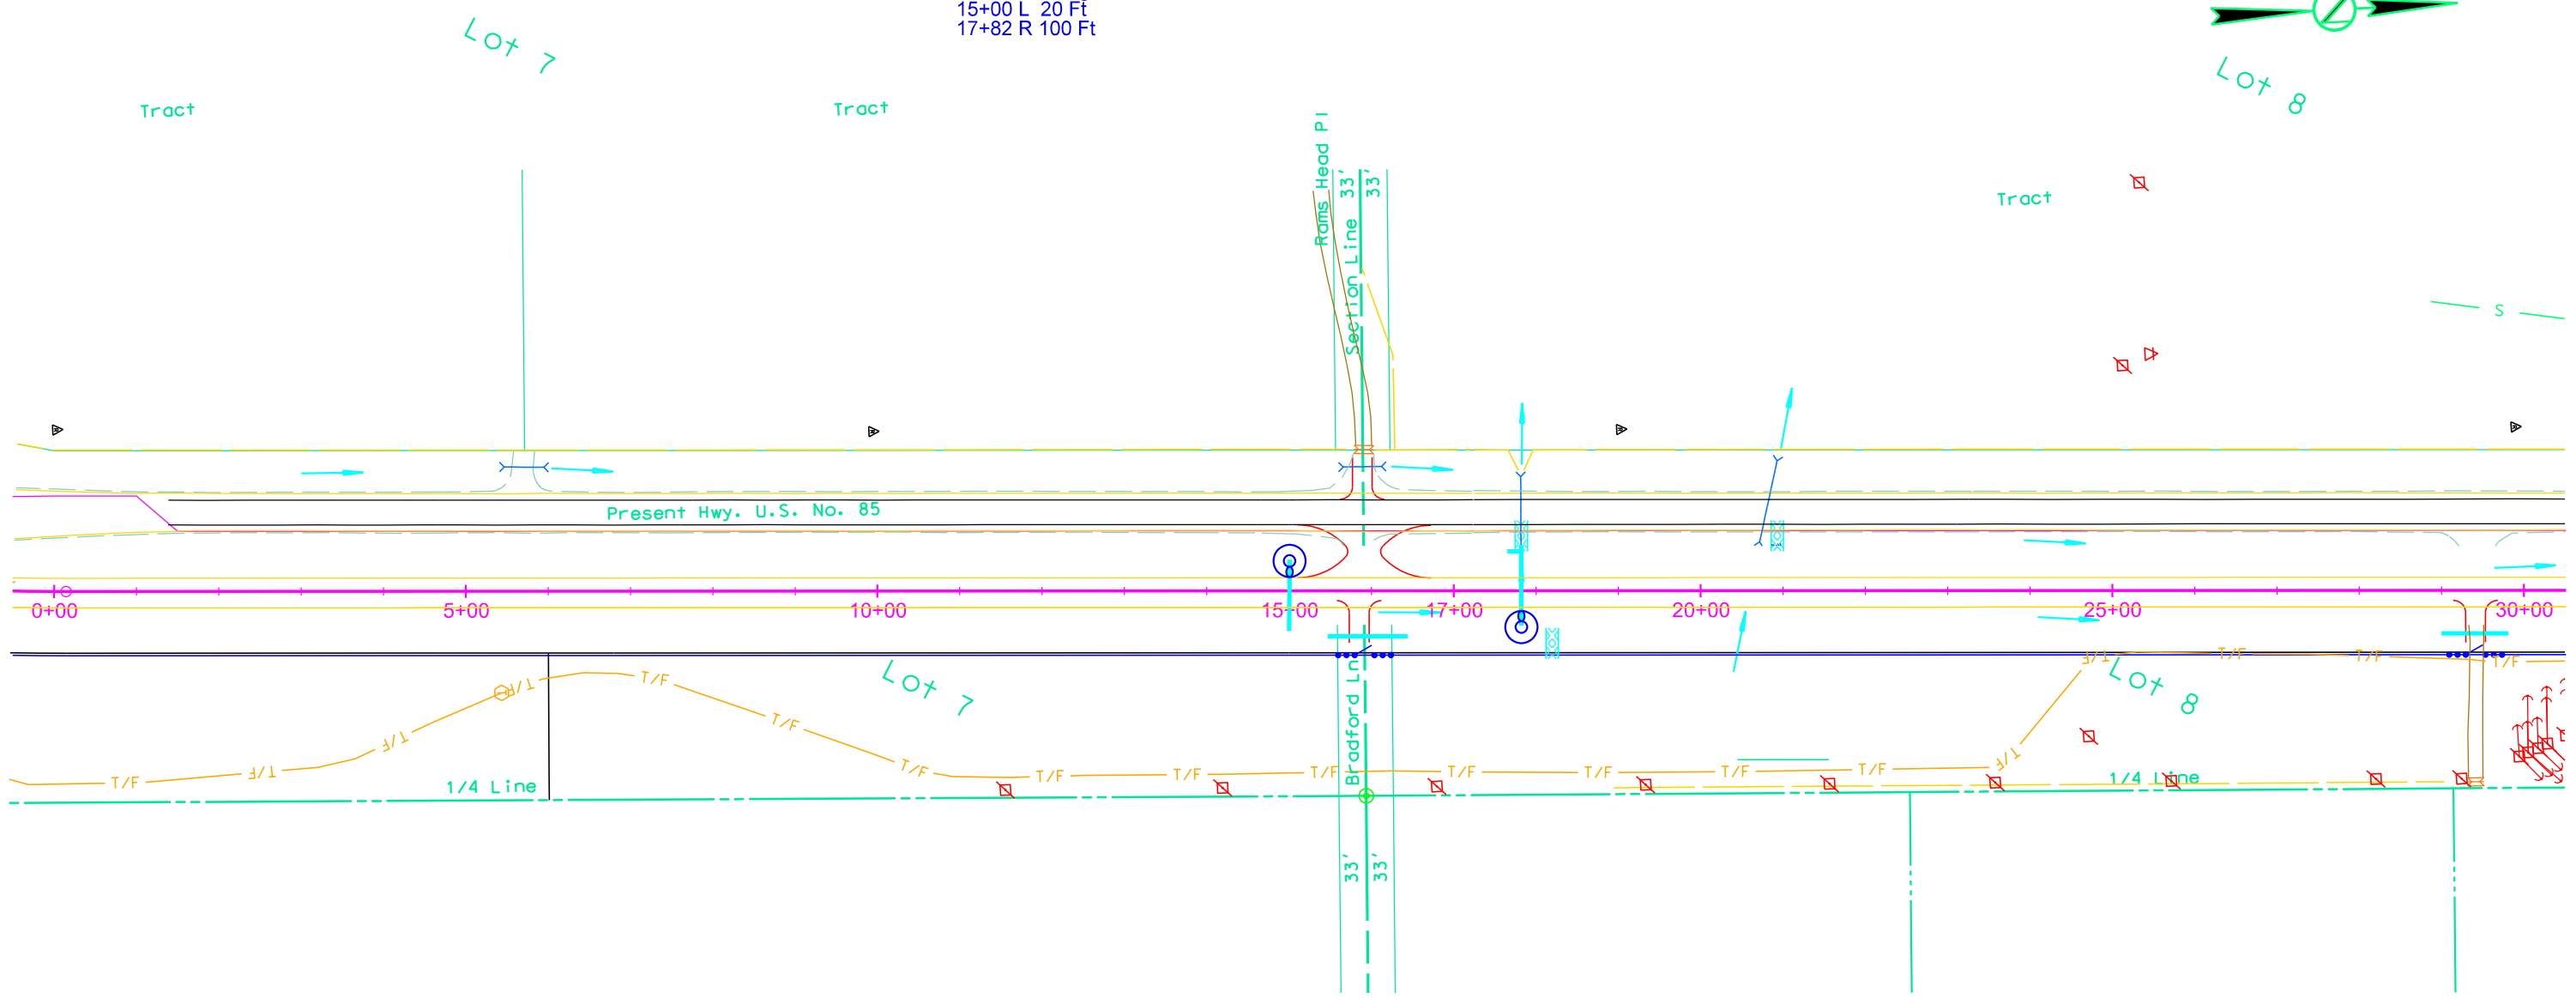 15+00 L 20 Ft
17+82 R 100 Ft
Lot 7
Lot 8
Tract
Tract
Tract
Rams Head Pl
33'
33'
Section Line
S
Present Hwy. U.S. No. 85
0+00
5+00
10+00
15+00
17+00
20+00
25+00
30+00
8
8
T/F
T/F
T/F
T/F
T/F
T/F
T/F
T/F
Lot 7
Bradford Ln
Lot 8
T/F
T/F
T/F
T/F
T/F
T/F
T/F
T/F
T/F
T/F
T/F
1/4 Line
1/4 Line
33'
33'